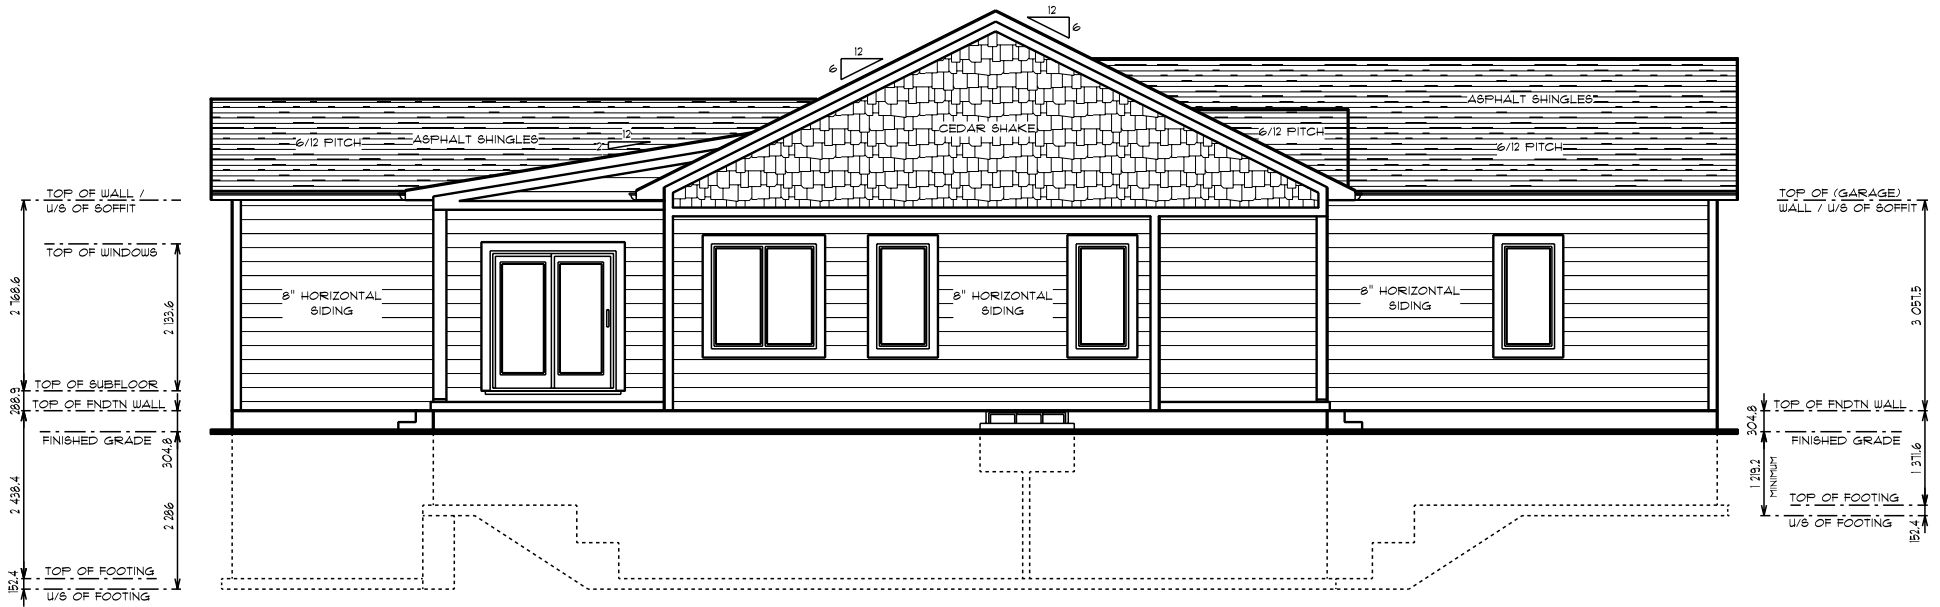 12
6
12
6
ASPHALT SHINGLES
CEDAR SHAKE
12
2
6/12 PITCH
ASPHALT SHINGLES
6/12 PITCH
6/12 PITCH
TOP OF WALL /
U/S OF SOFFIT
TOP OF (GARAGE)
WALL / U/S OF SOFFIT
TOP OF WINDOWS
2 768.6
2 133.6
8" HORIZONTAL
SIDING
8" HORIZONTAL
SIDING
8" HORIZONTAL
SIDING
3 057.5
TOP OF SUBFLOOR
288.9
TOP OF FNDTN WALL
TOP OF FNDTN WALL
304.8
FINISHED GRADE
304.8
FINISHED GRADE
2 438.4
2 286
1 219.2
MINIMUM
1 371.6
TOP OF FOOTING
U/S OF FOOTING
152.4
TOP OF FOOTING
U/S OF FOOTING
152.4